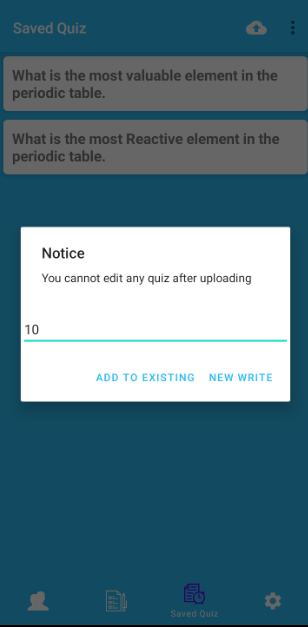 Saved Quiz
What is the most valuable element in the
periodic table.
What is the most Reactive element in the
periodic table.
Notice
You cannot edit any quiz after uploading
10
ADD TO EXISTING NEW WRITE
Saved Quiz